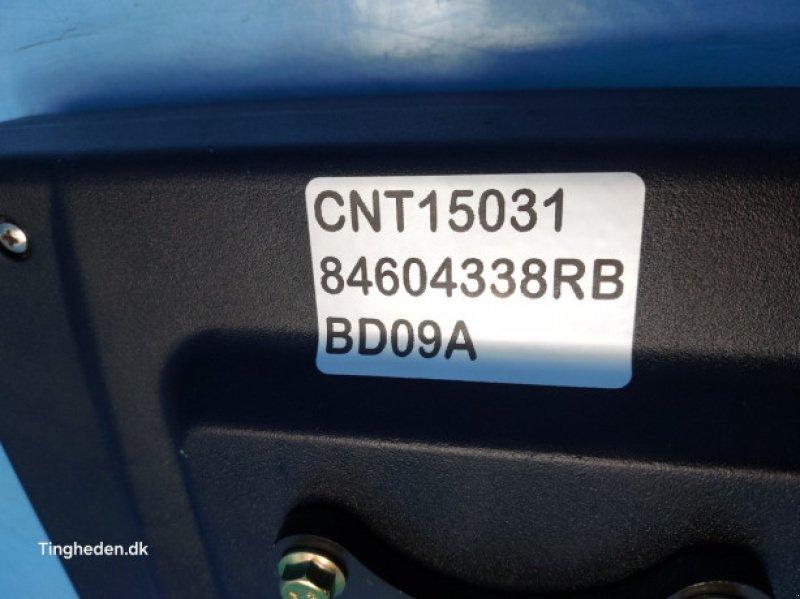 CNT15031
84604338RB
BD09A
Tingheden.dk